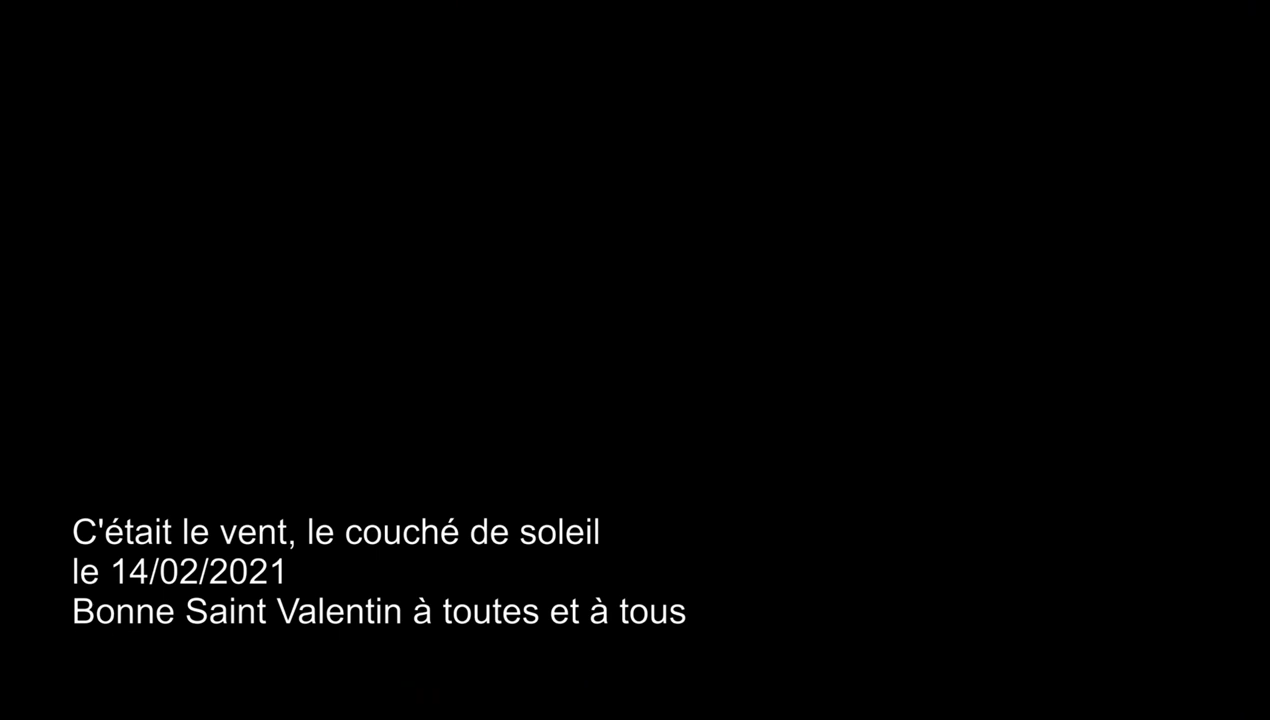 C'était le vent, le couché de soleil
le 14/02/2021
Bonne Saint Valentin à toutes et à tous